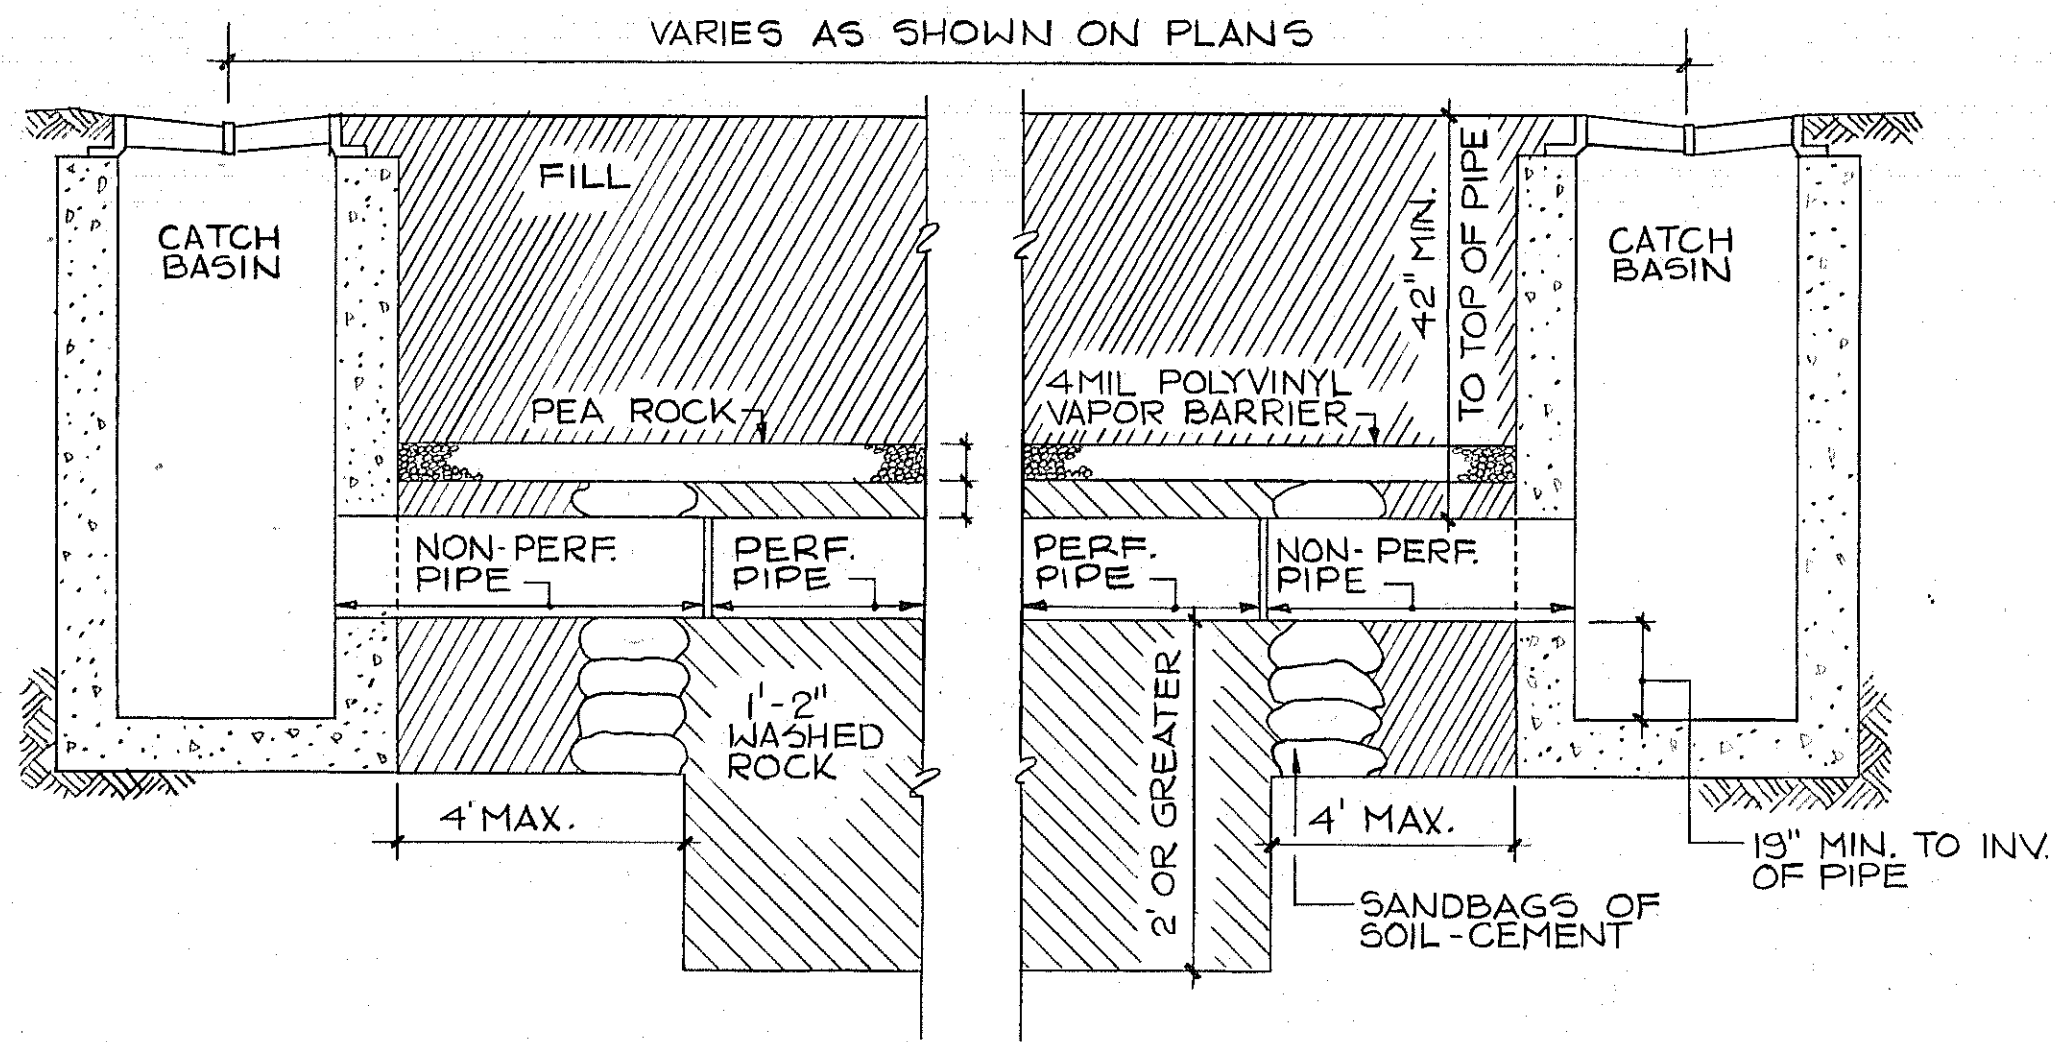 VARIES AS SHOWN ON PLANS
FILL
CATCH
BASIN
42" MIN.
TO TOP OF PIPE
CATCH
BASIN
PEA ROCK
4 MIL POLYVINYL
VAPOR BARRIER
NON-PERF.
PIPE
PERF.
PIPE
PERF.
PIPE
NON-PERF.
PIPE
1'-2"
WASHED
ROCK
2' OR GREATER
4' MAX.
4' MAX.
19" MIN. TO INV.
OF PIPE
SANDBAGS OF
SOIL-CEMENT